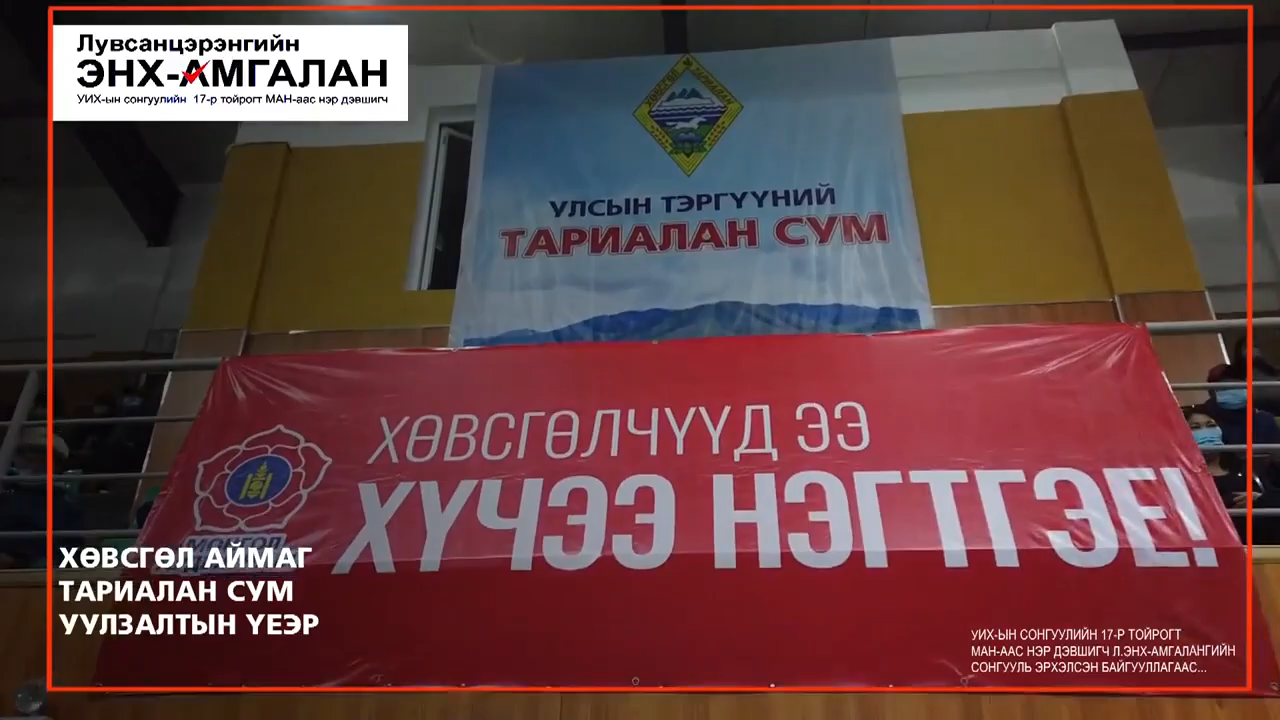 Лувсанцэрэнгийн
ЭНХ-АМГАЛАН
УИХ-ын сонгуулийн 17-р тойрогт МАН-аас нэр дэвшигч
УЛСЫН ТЭРГҮҮНИЙ
ТАРИАЛАН СУМ
ХӨВСГӨЛЧҮҮД ЭЭ
ХҮЧЭЭ НЭГТГЭЕ!
МОНГОЛ
ХӨВСГӨЛ АЙМАГ
ТАРИАЛАН СУМ
УУЛЗАЛТЫН ҮЕЭР
УИХ-ЫН СОНГУУЛИЙН 17-Р ТОЙРОГТ
МАН-ААС НЭР ДЭВШИГЧ Л.ЭНХ-АМГАЛАНГИЙН
СОНГУУЛЬ ЭРХЭЛСЭН БАЙГУУЛЛАГААС...